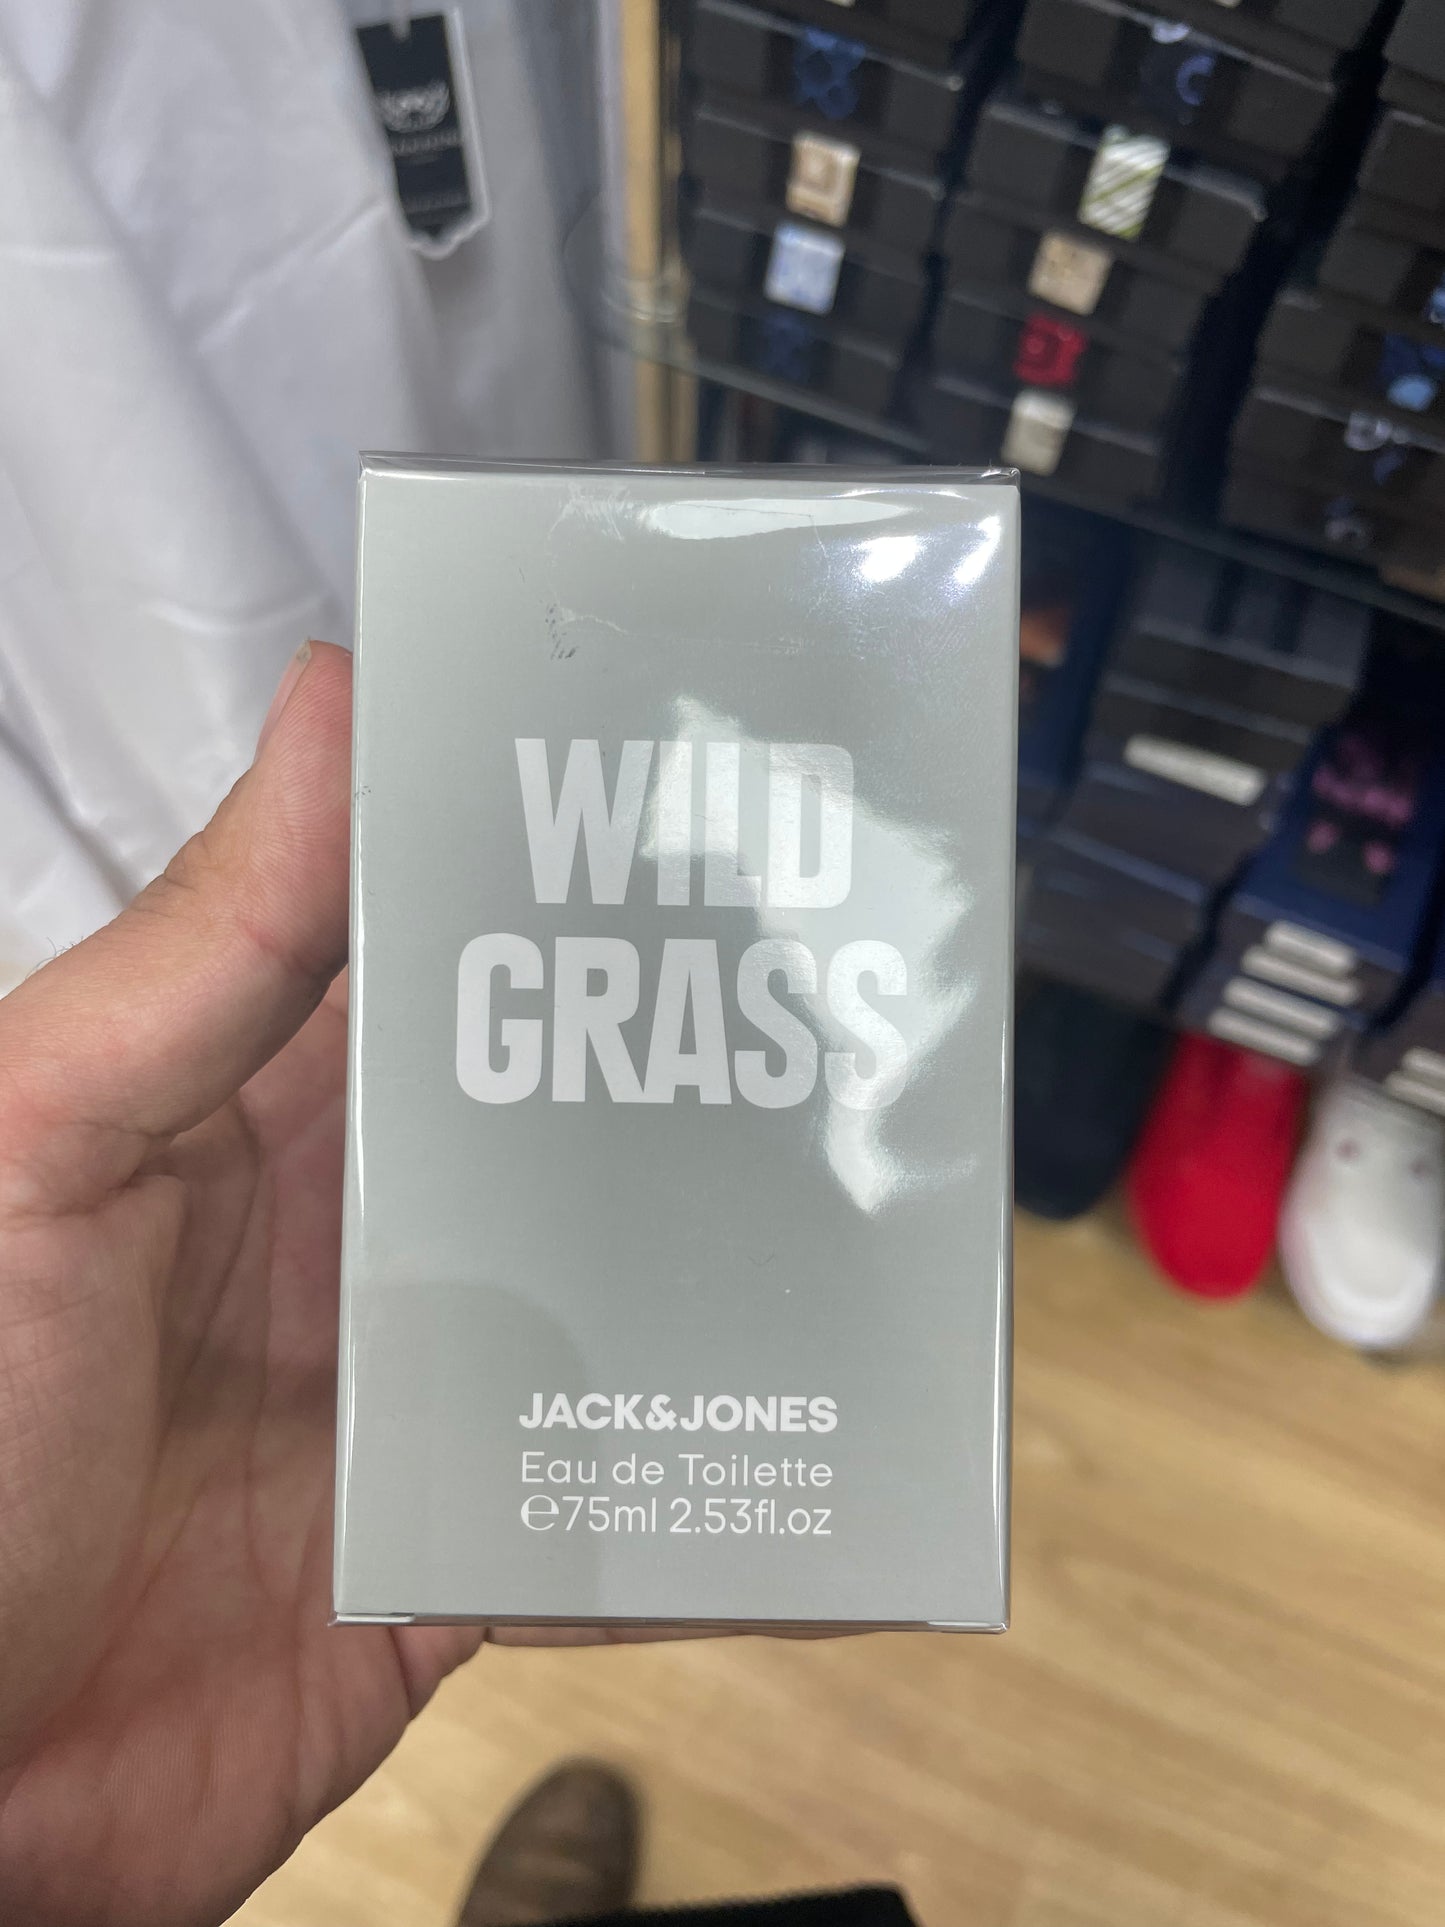 WILD
GRASS
JACK&JONES
Eau de Toilette
℮75ml 2.53fl.oz